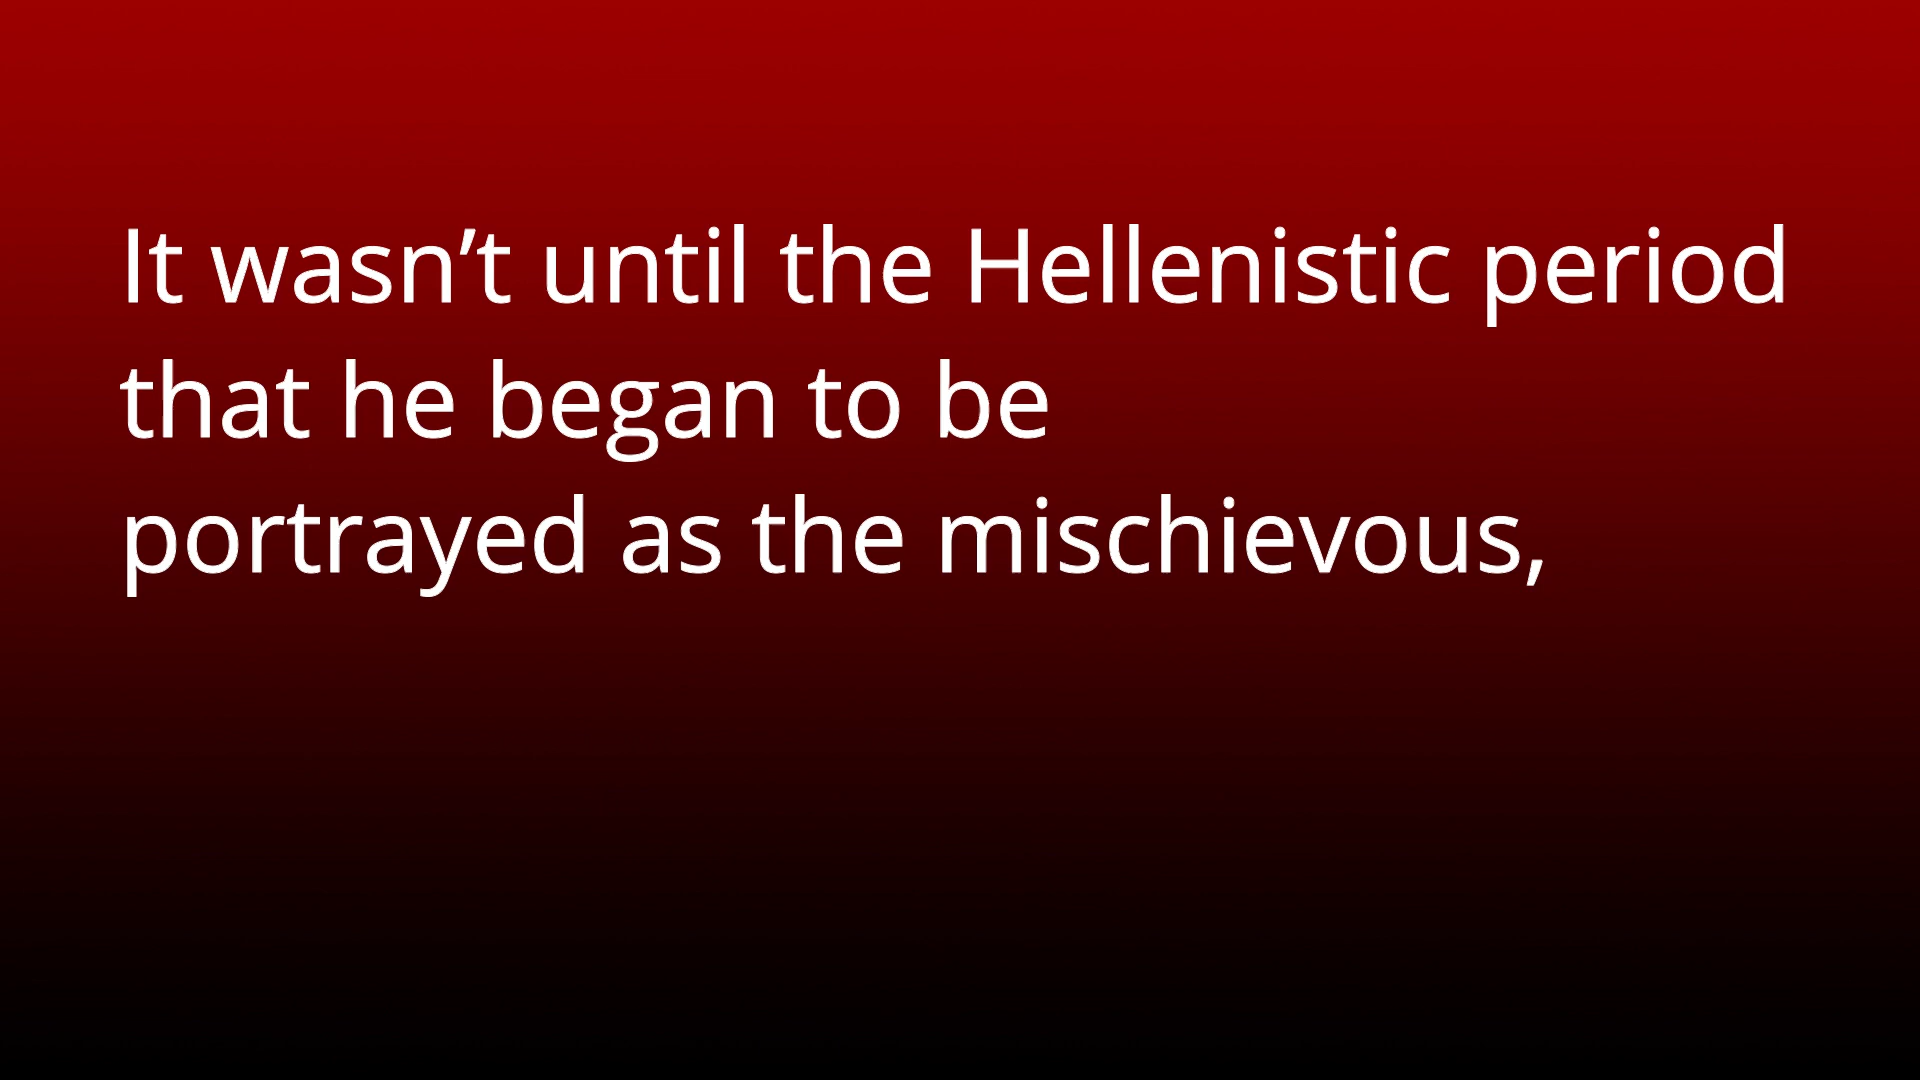 It wasn’t until the Hellenistic period
that he began to be
portrayed as the mischievous,